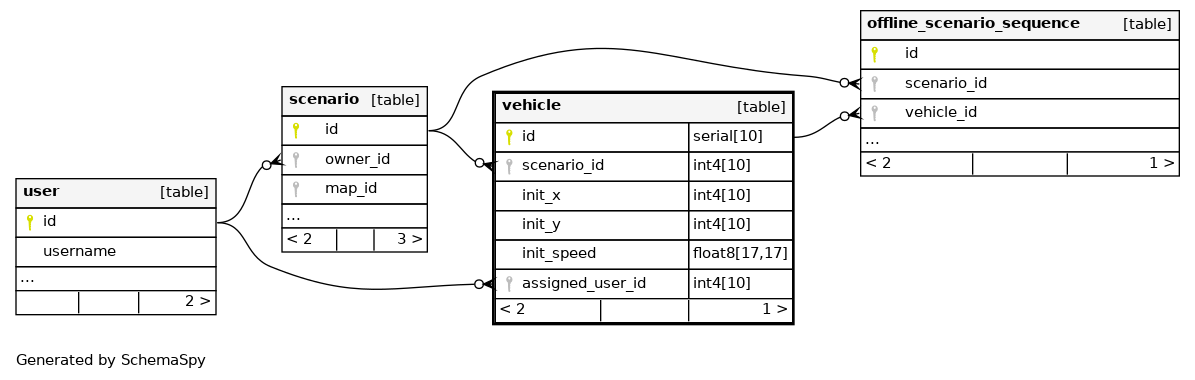 offline_scenario_sequence [table]
id
scenario_id
vehicle_id
...
< 2 1 >
scenario [table]
id
owner_id
map_id
...
< 2 3 >
vehicle [table]
id serial[10]
scenario_id int4[10]
init_x int4[10]
init_y int4[10]
init_speed float8[17,17]
assigned_user_id int4[10]
< 2 1 >
user [table]
id
username
...
2 >
Generated by SchemaSpy